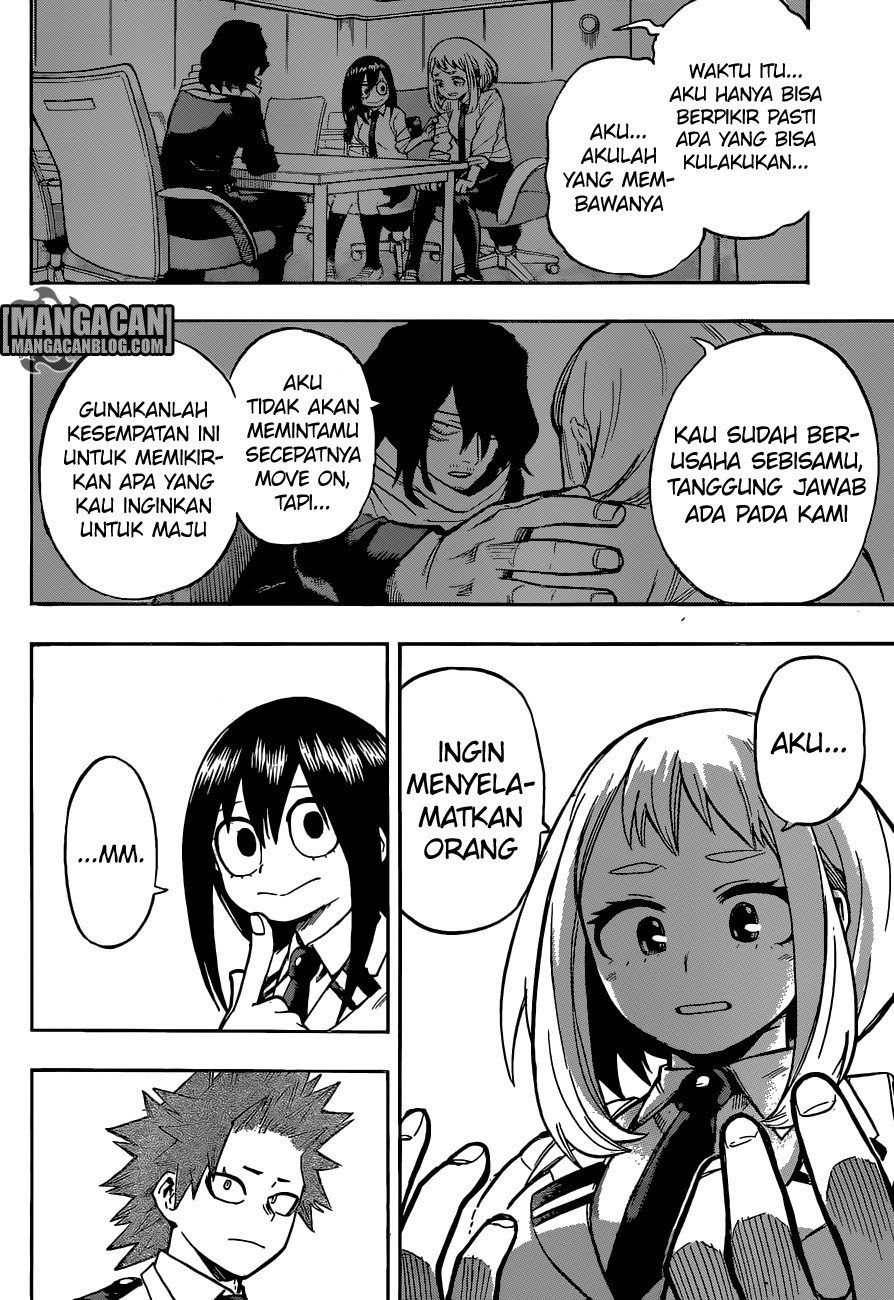 WAKTU ITU...
AKU HANYA BISA
BERPIKIR PASTI
ADA YANG BISA
KULAKUKAN...
AKU...
AKULAH
YANG MEM-
BAWANYA
[MANGACAN]
MANGACANBLOG.COM
KAU SUDAH BER-
USAHA SEBISAMU,
TANGGUNG JAWAB
ADA PADA KAMI
AKU
TIDAK AKAN
MEMINTAMU
SECEPATNYA
MOVE ON,
TAPI...
GUNAKANLAH
KESEMPATAN INI
UNTUK MEMIKIR-
KAN APA YANG
KAU INGINKAN
UNTUK MAJU
AKU...
INGIN
MENYELA-
MATKAN
ORANG
...MM.